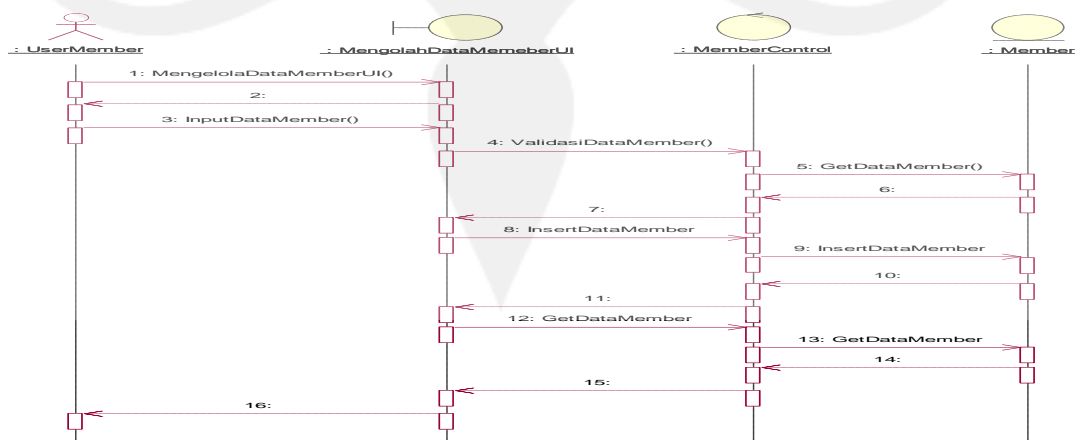 : UserMember
: MengolahDataMemeberUI
: MemberControl
: Member
1: MengelolaDataMemberUI()
2:
3: InputDataMember()
4: ValidasiDataMember()
5: GetDataMember()
6:
7:
8: InsertDataMember
9: InsertDataMember
10:
11:
12: GetDataMember
13: GetDataMember
14:
15:
16: